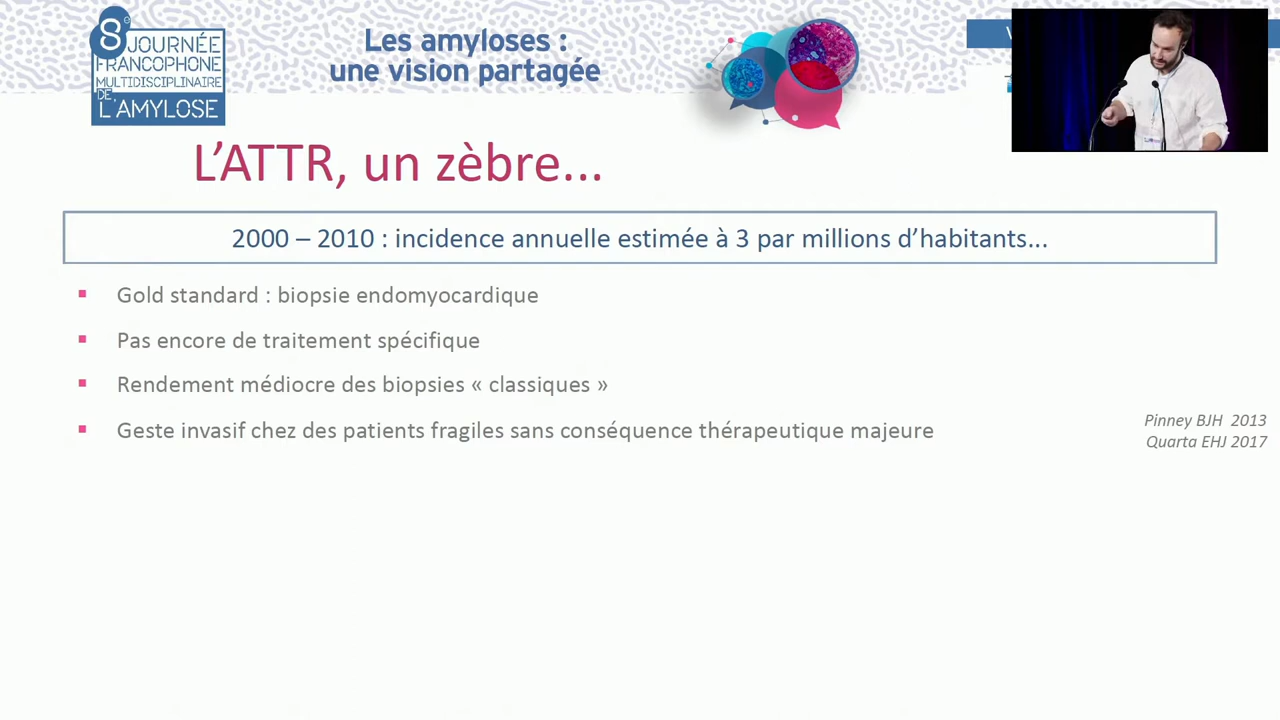 8e JOURNÉE
FRANCOPHONE
MULTIDISCIPLINAIRE
DE L'AMYLOSE
Les amyloses :
une vision partagée
L'ATTR, un zèbre...
2000 – 2010 : incidence annuelle estimée à 3 par millions d'habitants...
Gold standard : biopsie endomyocardique
Pas encore de traitement spécifique
Rendement médiocre des biopsies « classiques »
Geste invasif chez des patients fragiles sans conséquence thérapeutique majeure
Pinney BJH 2013
Quarta EHJ 2017